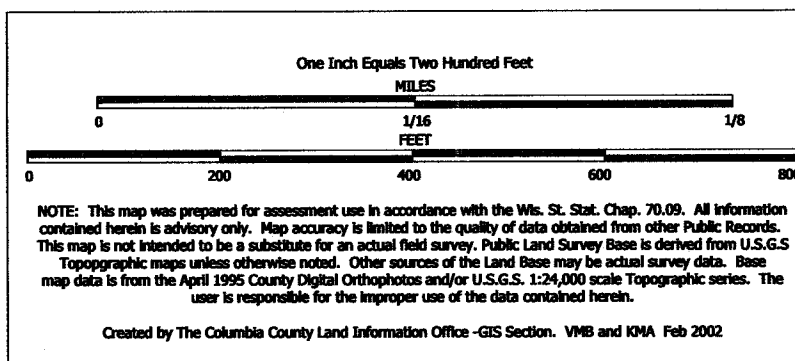 One Inch Equals Two Hundred Feet
MILES
0 1/16 1/8
FEET
0 200 400 600 800
NOTE: This map was prepared for assessment use in accordance with the Wis. St. Stat. Chap. 70.09. All information
contained herein is advisory only. Map accuracy is limited to the quality of data obtained from other Public Records.
This map is not intended to be a substitute for an actual field survey. Public Land Survey Base is derived from U.S.G.S
Topopgraphic maps unless otherwise noted. Other sources of the Land Base may be actual survey data. Base
map data is from the April 1995 County Digital Orthophotos and/or U.S.G.S. 1:24,000 scale Topographic series. The
user is responsible for the improper use of the data contained herein.
Created by The Columbia County Land Information Office -GIS Section. VMB and KMA Feb 2002